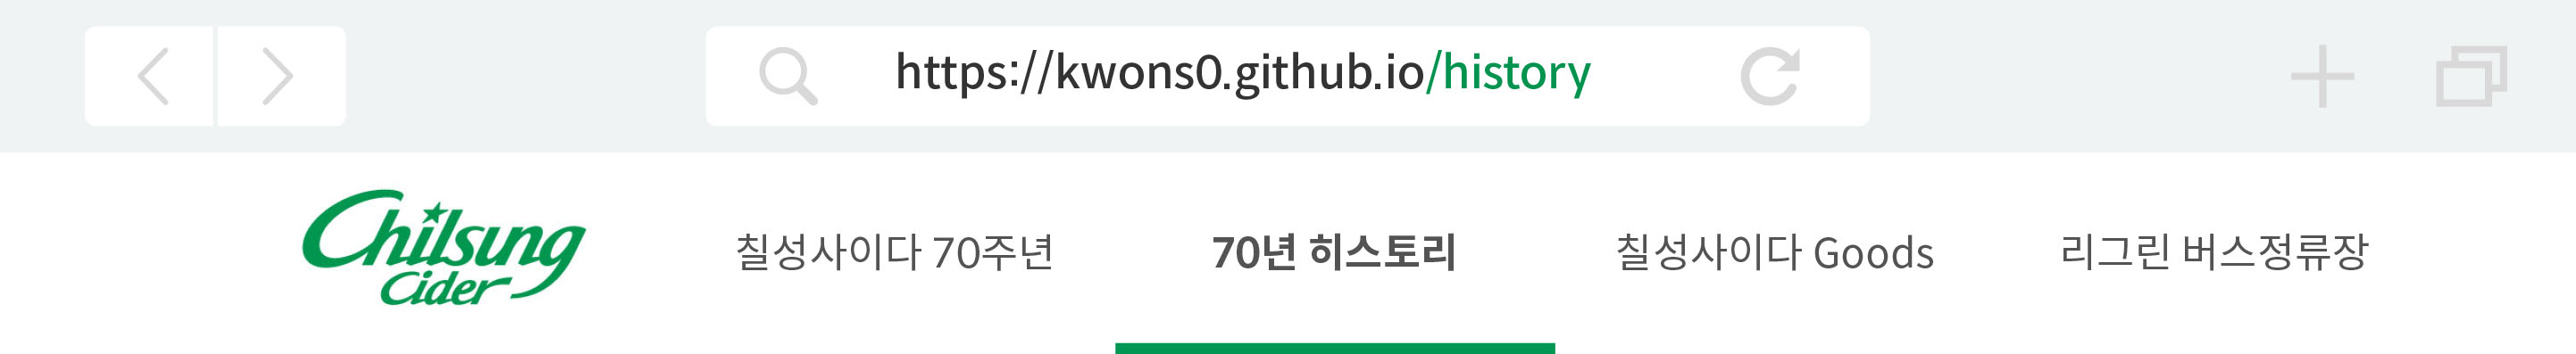 https://kwons0.github.io/history
Chilsung
Cider
칠성사이다 70주년
70년 히스토리
칠성사이다 Goods
리그린 버스정류장